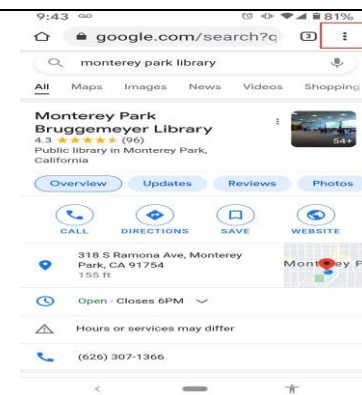 9:43
81%
google.com/search?q
3
monterey park library
All Maps Images News Videos Shopping
Monterey Park
Bruggemeyer Library
4.3 ★★★★★ (96)
Public library in Monterey Park,
California
54+
Overview Updates Reviews Photos
CALL DIRECTIONS SAVE WEBSITE
318 S Ramona Ave, Monterey
Park, CA 91754
155 ft
Open · Closes 6PM
Hours or services may differ
(626) 307-1366